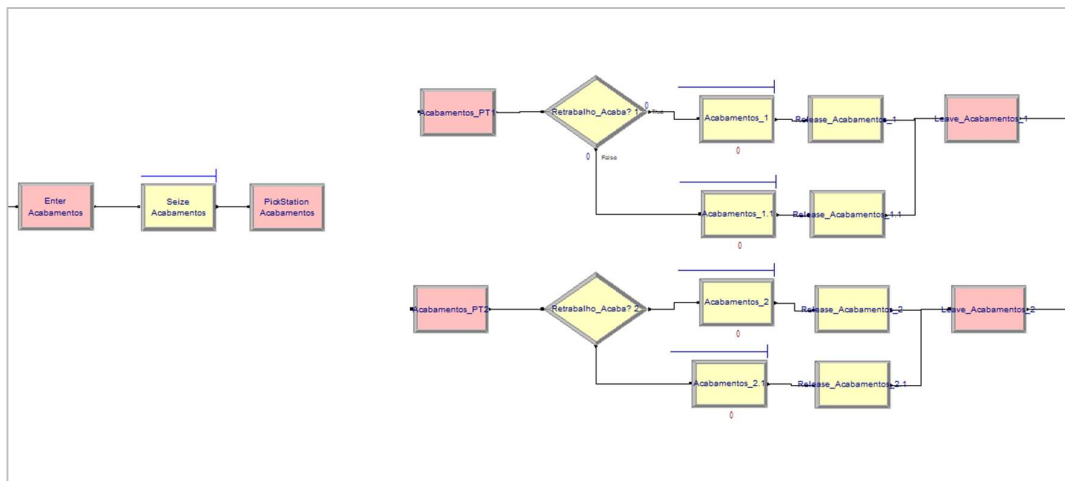 Enter
Acabamentos
Seize
Acabamentos
PickStation
Acabamentos
Acabamentos_PT1
Retrabalho_Acaba? 1
0
True
0
False
Acabamentos_1
0
Release_Acabamentos_1
Leave_Acabamentos_1
Acabamentos_1.1
0
Release_Acabamentos_1.1
Acabamentos_PT2
Retrabalho_Acaba? 2
Acabamentos_2
0
Release_Acabamentos_2
Leave_Acabamentos_2
Acabamentos_2.1
0
Release_Acabamentos_2.1